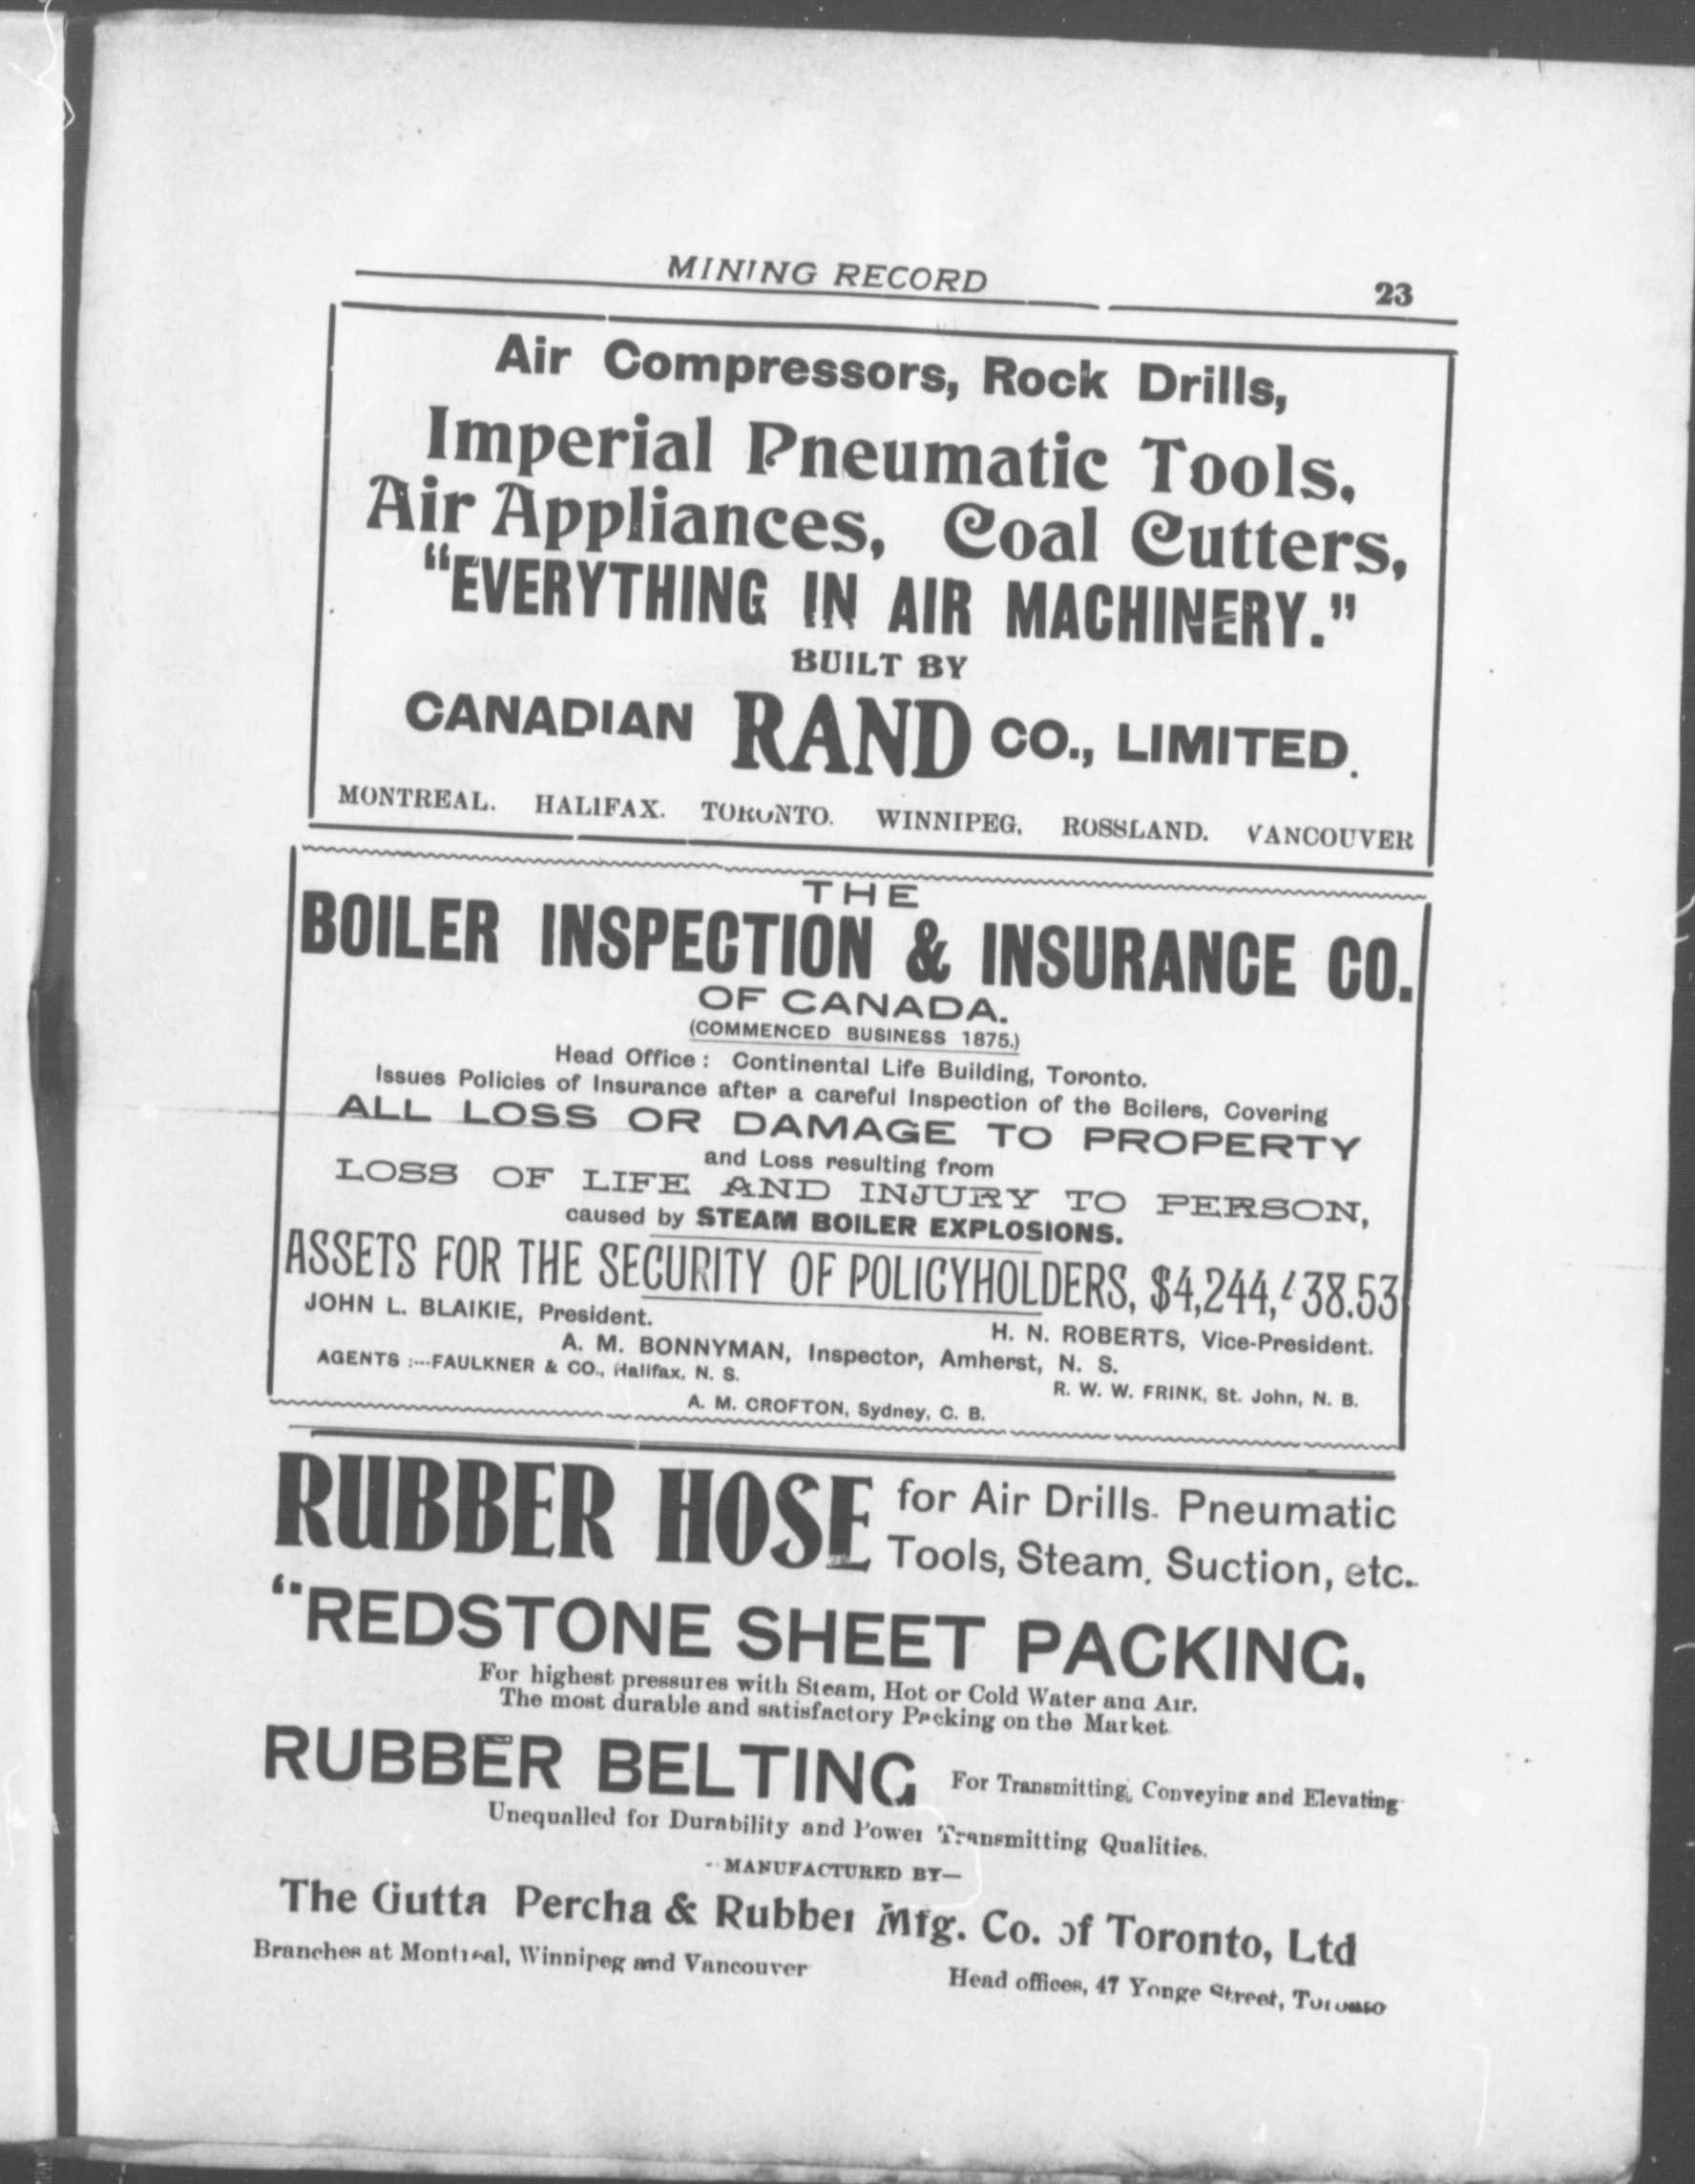 MINING RECORD
23
Air Compressors, Rock Drills,
Imperial Pneumatic Tools,
Air Appliances, Coal Cutters,
"EVERYTHING IN AIR MACHINERY."
BUILT BY
CANADIAN RAND CO., LIMITED.
MONTREAL. HALIFAX. TORONTO. WINNIPEG. ROSSLAND. VANCOUVER
THE
BOILER INSPECTION & INSURANCE CO.
OF CANADA.
(COMMENCED BUSINESS 1875.)
Head Office: Continental Life Building, Toronto.
Issues Policies of Insurance after a careful Inspection of the Boilers, Covering
ALL LOSS OR DAMAGE TO PROPERTY
and Loss resulting from
LOSS OF LIFE AND INJURY TO PERSON,
caused by STEAM BOILER EXPLOSIONS.
ASSETS FOR THE SECURITY OF POLICYHOLDERS,
JOHN L. BLAIKIE, President.
H. N. ROBERTS, Vice-President.
A. M. BONNYMAN, Inspector, Amherst, N. S.
AGENTS :--FAULKNER & CO., Halifax, N. S.
R. W. W. FRINK, St. John, N. B.
A. M. CROFTON, Sydney, C. B.
RUBBER HOSE for Air Drills. Pneumatic
Tools, Steam, Suction, etc.
"REDSTONE SHEET PACKING,
For highest pressures with Steam, Hot or Cold Water and Air.
The most durable and satisfactory Packing on the Market.
RUBBER BELTING For Transmitting, Conveying and Elevating
Unequalled for Durability and Power Transmitting Qualities.
--MANUFACTURED BY--
The Gutta Percha & Rubber Mfg. Co. of Toronto, Ltd
Branches at Montreal, Winnipeg and Vancouver
Head offices, 47 Yonge Street, Toronto